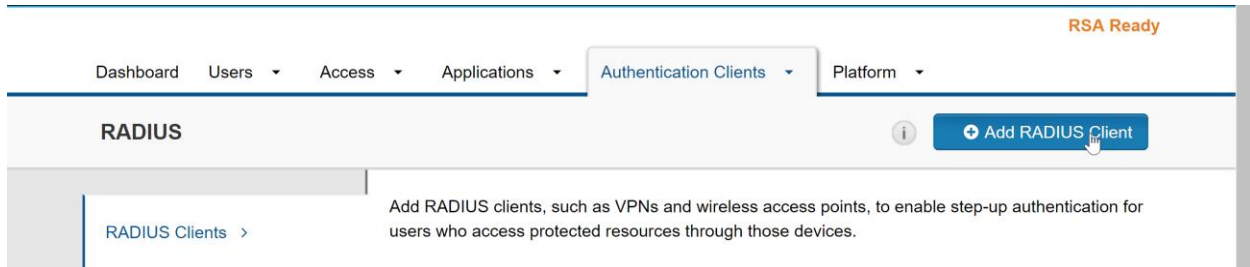 RSA Ready
Dashboard Users Access Applications Authentication Clients Platform
RADIUS i Add RADIUS Client
Add RADIUS clients, such as VPNs and wireless access points, to enable step-up authentication for
RADIUS Clients > users who access protected resources through those devices.